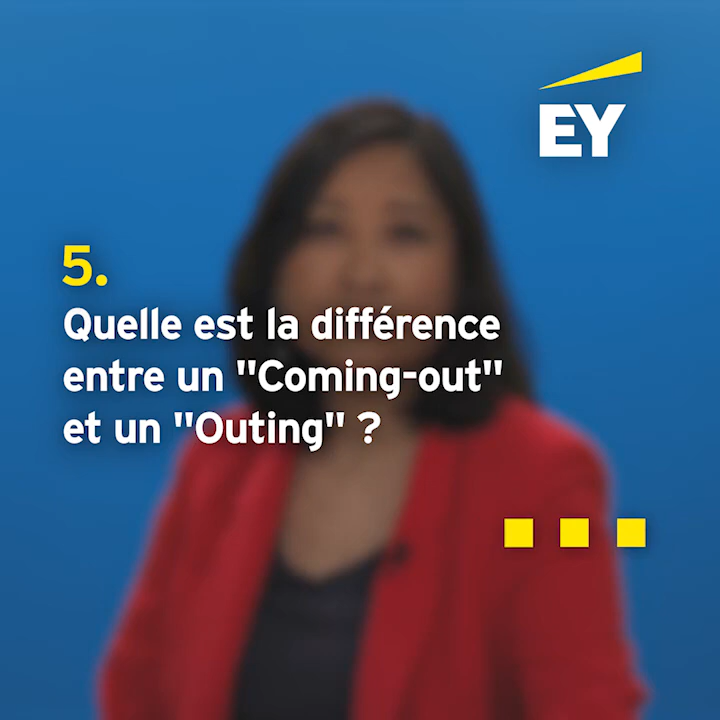 EY
5.
Quelle est la différence
entre un "Coming-out"
et un "Outing" ?